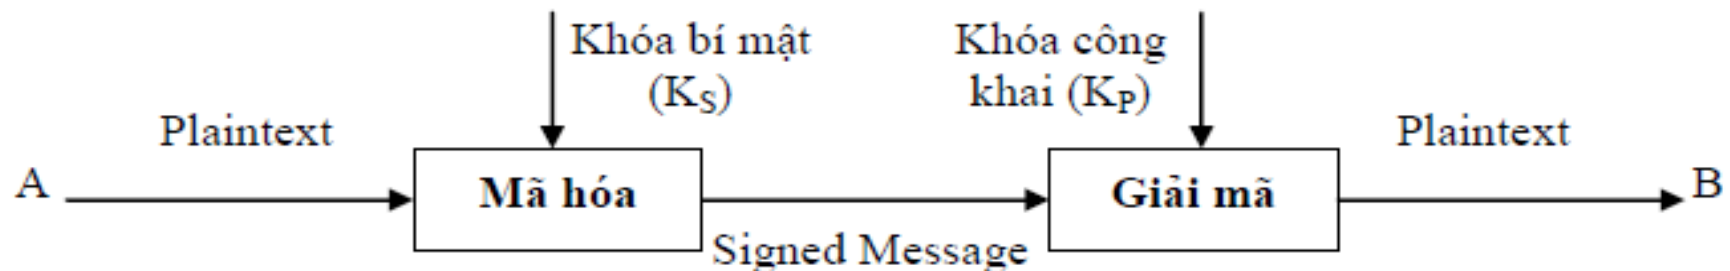 Khóa bí mật
(KS)
Khóa công
khai (KP)
Plaintext
Plaintext
A
Mã hóa
Giải mã
B
Signed Message